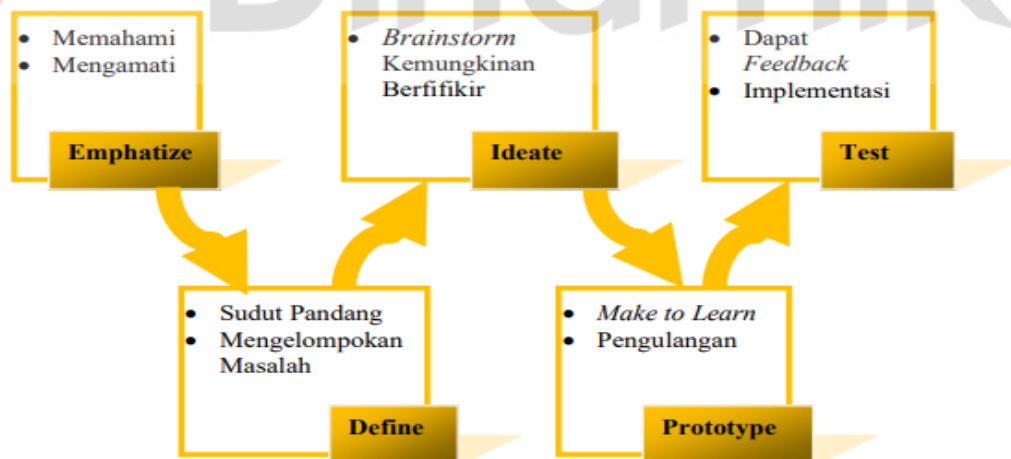 Dinamik
• Memahami
• Mengamati
Emphatize
• Brainstorm
Kemungkinan
Berfifikir
Ideate
• Dapat
Feedback
• Implementasi
Test
• Sudut Pandang
• Mengelompokan
Masalah
Define
• Make to Learn
• Pengulangan
Prototype